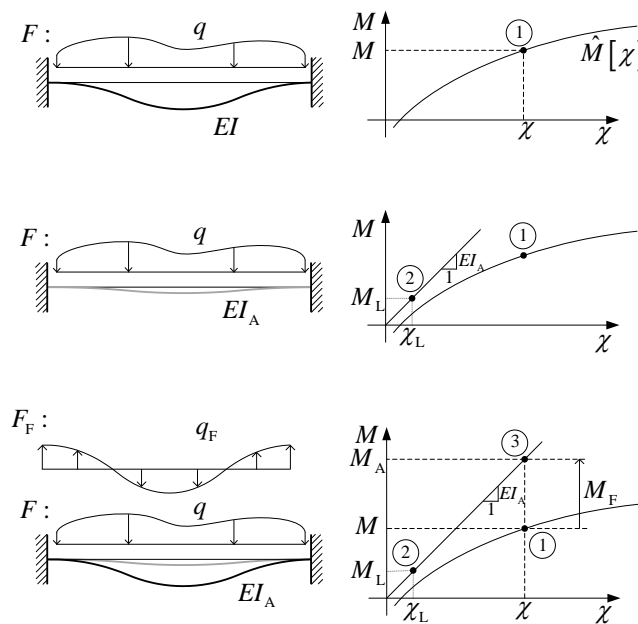 F :
q
EI
M
M
1
M̂[χ]
χ
χ
F :
q
EI_A
M
1
2
EI_A
1
M_L
χ_L
χ
F_F :
q_F
F :
q
EI_A
M
M_A
3
EI_A
1
M_F
M
1
2
M_L
χ_L
χ
χ